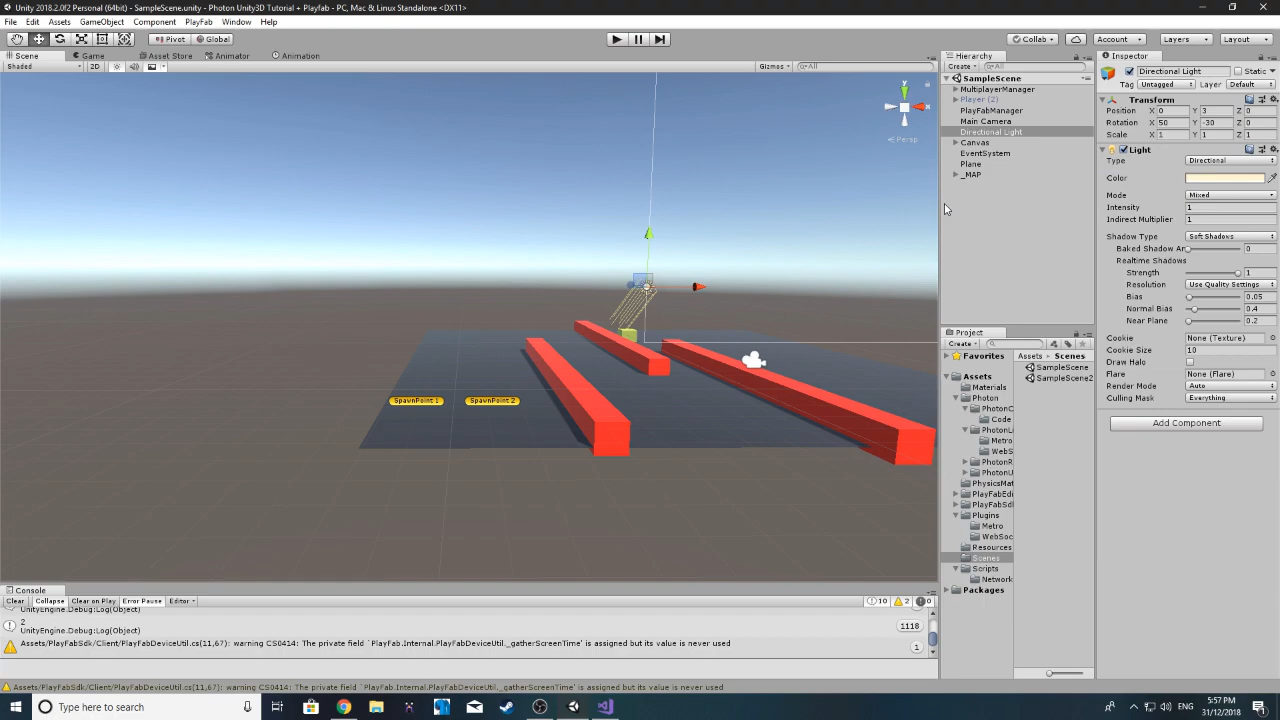 Unity 2018.2.0f2 Personal (64bit) - SampleScene.unity - Photon Unity3D Tutorial + Playfab - PC, Mac & Linux Standalone <DX11>
File Edit Assets GameObject Component PlayFab Window Help
Pivot Global Collab Account Layers Layout
Scene Game Asset Store Animator Animation
Shaded 2D Gizmos All
y
x
Persp
SpawnPoint 1 SpawnPoint 2
Hierarchy
Create All
SampleScene
MultiplayerManager
Player (2)
PlayFabManager
Main Camera
Directional Light
Canvas
EventSystem
Plane
_MAP
Project
Create
Favorites
Assets
Materials
Photon
PhotonC
Code
PhotonLi
Metro
WebS
PhotonR
PhotonU
PhysicsMat
PlayFabEdi
PlayFabSd
Plugins
Metro
WebSoc
Resources
Scenes
Scripts
Network
Packages
Assets Scenes
SampleScene
SampleScene2
Inspector
Directional Light Static
Tag Untagged Layer Default
Transform
Position X 0 Y 3 Z 0
Rotation X 50 Y -30 Z 0
Scale X 1 Y 1 Z 1
Light
Type Directional
Color
Mode Mixed
Intensity 1
Indirect Multiplier 1
Shadow Type Soft Shadows
Baked Shadow An 0
Realtime Shadows
Strength 1
Resolution Use Quality Settings
Bias 0.05
Normal Bias 0.4
Near Plane 0.2
Cookie None (Texture)
Cookie Size 10
Draw Halo
Flare None (Flare)
Render Mode Auto
Culling Mask Everything
Add Component
Console
Clear Collapse Clear on Play Error Pause Editor 10 2 0
UnityEngine.Debug:Log(Object)
2
UnityEngine.Debug:Log(Object) 1118
Assets/PlayFabSdk/Client/PlayFabDeviceUtil.cs(11,67): warning CS0414: The private field `PlayFab.Internal.PlayFabDeviceUtil._gatherScreenTime' is assigned but its value is never used 1
Assets/PlayFabSdk/Client/PlayFabDeviceUtil.cs(11,67): warning CS0414: The private field `PlayFab.Internal.PlayFabDeviceUtil._gatherScreenTime' is assigned but its value is never used
Type here to search
ENG
5:57 PM
31/12/2018